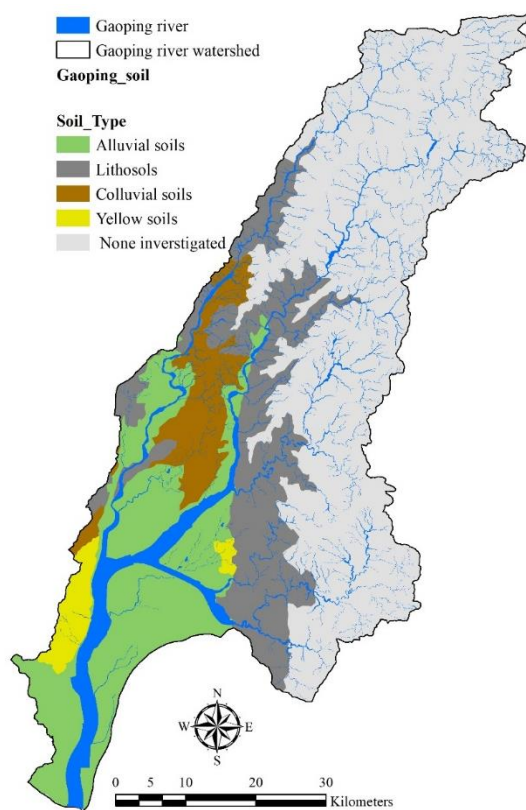 Gaoping river
Gaoping river watershed
Gaoping_soil
Soil_Type
Alluvial soils
Lithosols
Colluvial soils
Yellow soils
None inverstigated
N
W E
S
0 5 10 20 30
Kilometers